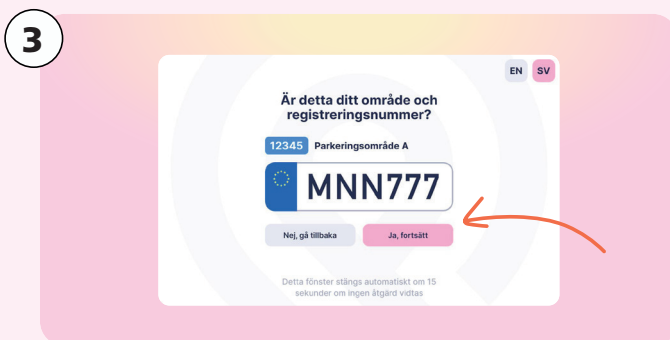 3
EN SV
Är detta ditt område och
registreringsnummer?
12345 Parkeringsområde A
MNN777
Nej, gå tillbaka Ja, fortsätt
Detta fönster stängs automatiskt om 15
sekunder om ingen åtgärd vidtas